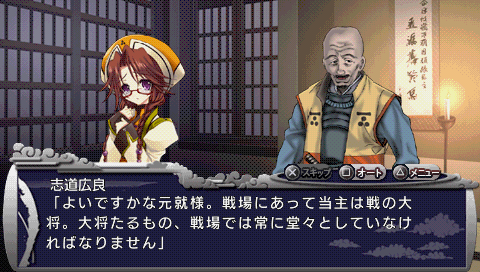 スキップ オート メニュー
志道広良
「よいですかな元就様。戦場にあって当主は戦の大
将。大将たるもの、戦場では常に堂々としていなけ
ればなりません」